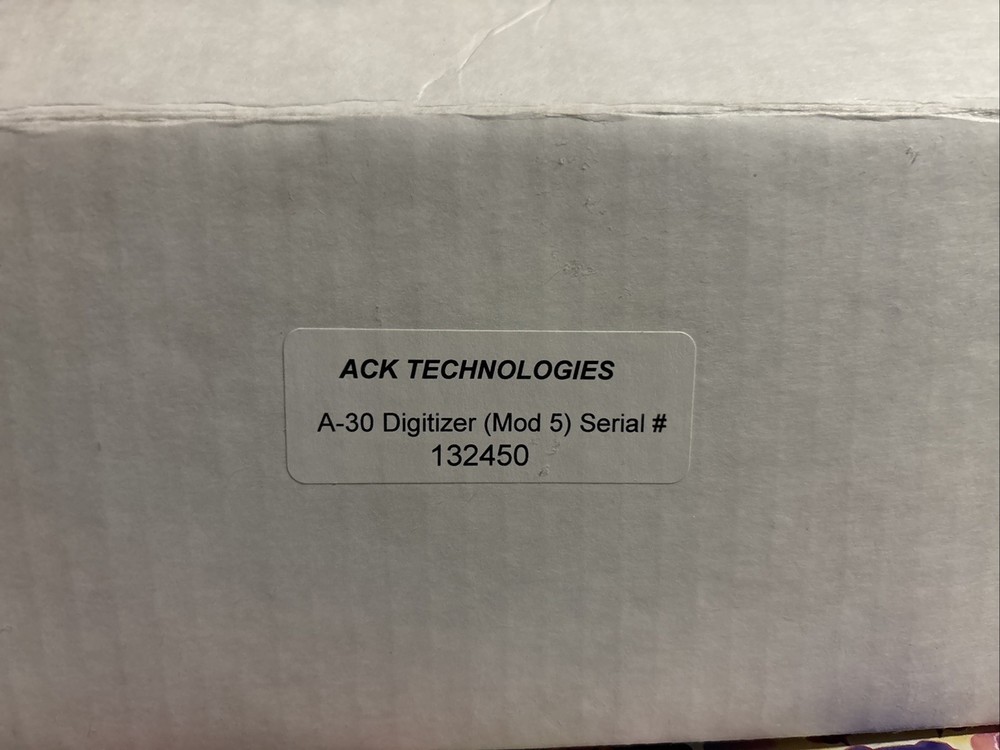 ACK TECHNOLOGIES
A-30 Digitizer (Mod 5) Serial #
132450